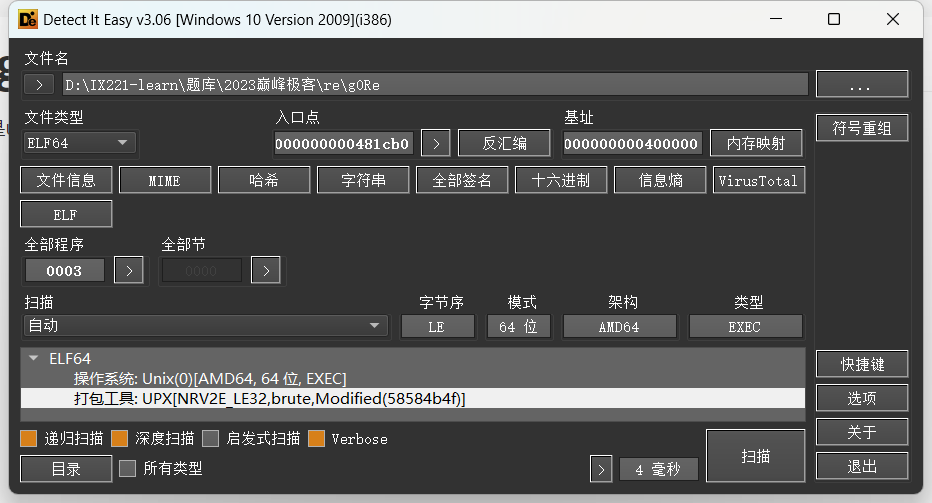 Detect It Easy v3.06 [Windows 10 Version 2009](i386)
文件名
> D:\IX221-learn\题库\2023巅峰极客\re\g0Re ...
文件类型 入口点 基址
ELF64 000000000481cb0 > 反汇编 000000000400000 内存映射 符号重组
文件信息 MIME 哈希 字符串 全部签名 十六进制 信息熵 VirusTotal
ELF
全部程序 全部节
0003 > 0000 >
扫描 字节序 模式 架构 类型
自动 LE 64 位 AMD64 EXEC
ELF64
操作系统: Unix(0)[AMD64, 64 位, EXEC]
打包工具: UPX[NRV2E_LE32,brute,Modified(58584b4f)]
快捷键
选项
递归扫描 深度扫描 启发式扫描 Verbose
关于
目录 所有类型 > 4 毫秒 扫描
退出